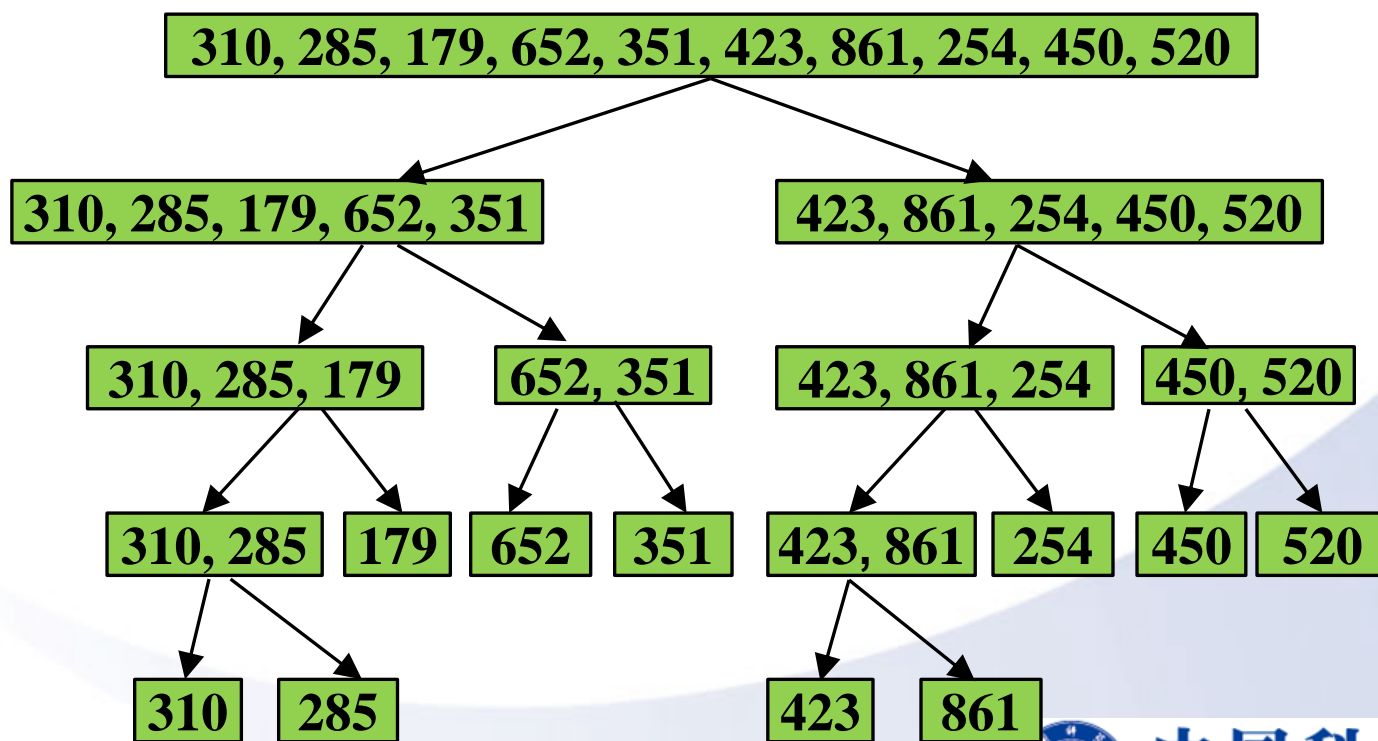 310, 285, 179, 652, 351, 423, 861, 254, 450, 520
310, 285, 179, 652, 351
423, 861, 254, 450, 520
310, 285, 179
652, 351
423, 861, 254
450, 520
310, 285
179
652
351
423, 861
254
450
520
310
285
423
861